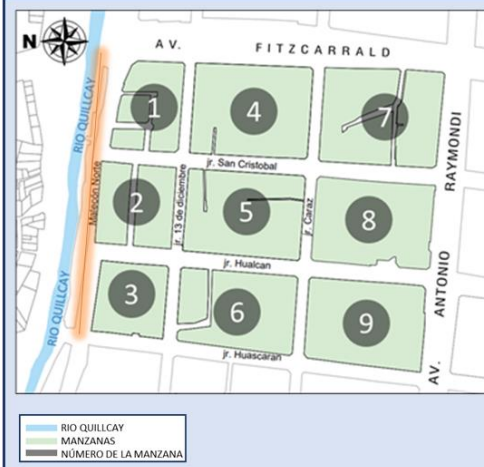 N
AV. FITZCARRALD
RIO QUILLCAY
1
4
7
jr. San Cristobal
RAYMONDI
Malecón Norte
jr. 13 de diciembre
2
5
jr. Caraz
8
jr. Hualcan
RIO QUILLCAY
3
6
9
ANTONIO
jr. Huascaran
AV.
RIO QUILLCAY
MANZANAS
NÚMERO DE LA MANZANA